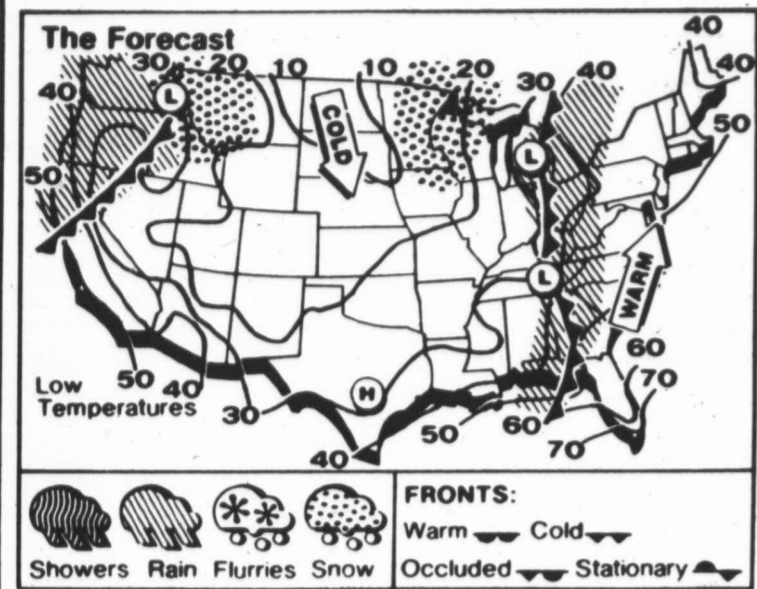 The Forecast
40
30 20 10 10 20 30 40
40
40
50
50
L
L
L
COLD
WARM
H
Low
Temperatures
50 40 30
40
50
60
70
60
70
Showers Rain Flurries Snow
FRONTS:
Warm Cold
Occluded Stationary